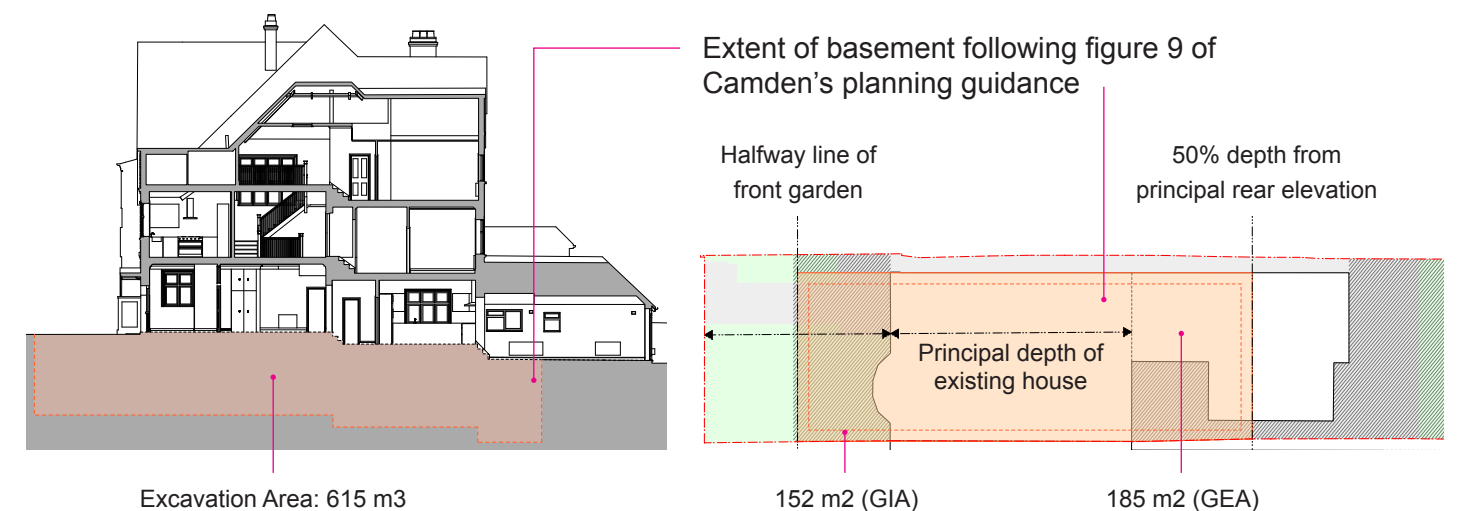 Extent of basement following figure 9 of
Camden’s planning guidance
Halfway line of
front garden
50% depth from
principal rear elevation
Principal depth of
existing house
Excavation Area: 615 m3
152 m2 (GIA)
185 m2 (GEA)